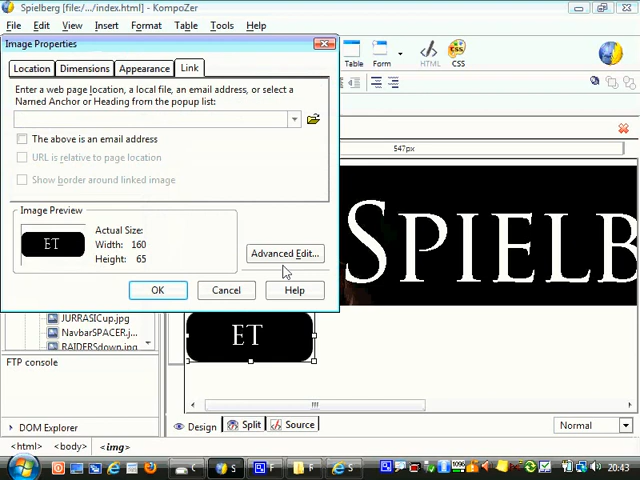 Spielberg [file:/.../index.html] - KompoZer
File Edit View Insert Format Table Tools Help
Image Properties
Location Dimensions Appearance Link
Table Form HTML CSS
Enter a web page location, a local file, an email address, or select a
Named Anchor or Heading from the popup list:
The above is an email address
547px
URL is relative to page location
Show border around linked image
Image Preview
Actual Size:
Width: 160
Height: 65
ET
Advanced Edit...
OK Cancel Help
SPIELB
JURRASICup.jpg
NavbarSPACER.j...
RAIDERSdown.jpg
ET
FTP console
DOM Explorer
Design Split Source
Normal
<html> <body> <img>
S F F S 20:43